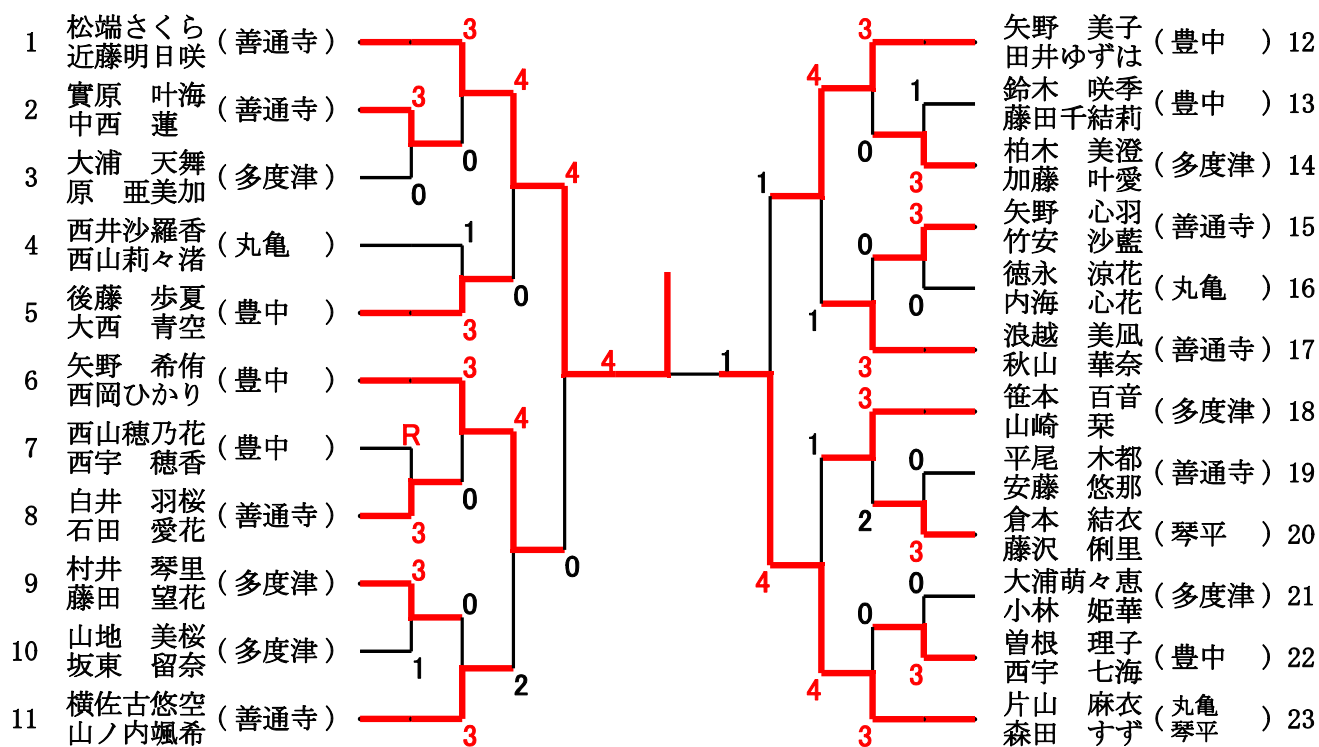 1 松端さくら 近藤明日咲 (善通寺)
2 實原 叶海 中西 蓮 (善通寺)
3 大浦 天舞 原 亜美加 (多度津)
4 西井沙羅香 西山莉々渚 (丸亀)
5 後藤 歩夏 大西 青空 (豊中)
6 矢野 希侑 西岡ひかり (豊中)
7 西山穂乃花 西宇 穂香 (豊中)
8 白井 羽桜 石田 愛花 (善通寺)
9 村井 琴里 藤田 望花 (多度津)
10 山地 美桜 坂東 留奈 (多度津)
11 横佐古悠空 山ノ内颯希 (善通寺)
3
3
0
0
4
1
3
0
4
3
R
3
0
4
3
1
0
3
2
0
4
1
1
4
4
3
1
3
0
3
0
0
3
1
1
3
0
3
2
0
3
0
3
4
矢野 美子 田井ゆずは (豊中) 12
鈴木 咲季 藤田千結莉 (豊中) 13
柏木 美澄 加藤 叶愛 (多度津) 14
矢野 心羽 竹安 沙藍 (善通寺) 15
徳永 涼花 内海 心花 (丸亀) 16
浪越 美凪 秋山 華奈 (善通寺) 17
笹本 百音 山崎 栞 (多度津) 18
平尾 木都 安藤 悠那 (善通寺) 19
倉本 結衣 藤沢 俐里 (琴平) 20
大浦萌々恵 小林 姫華 (多度津) 21
曽根 理子 西宇 七海 (豊中) 22
片山 麻衣 森田 すず (丸亀 琴平) 23